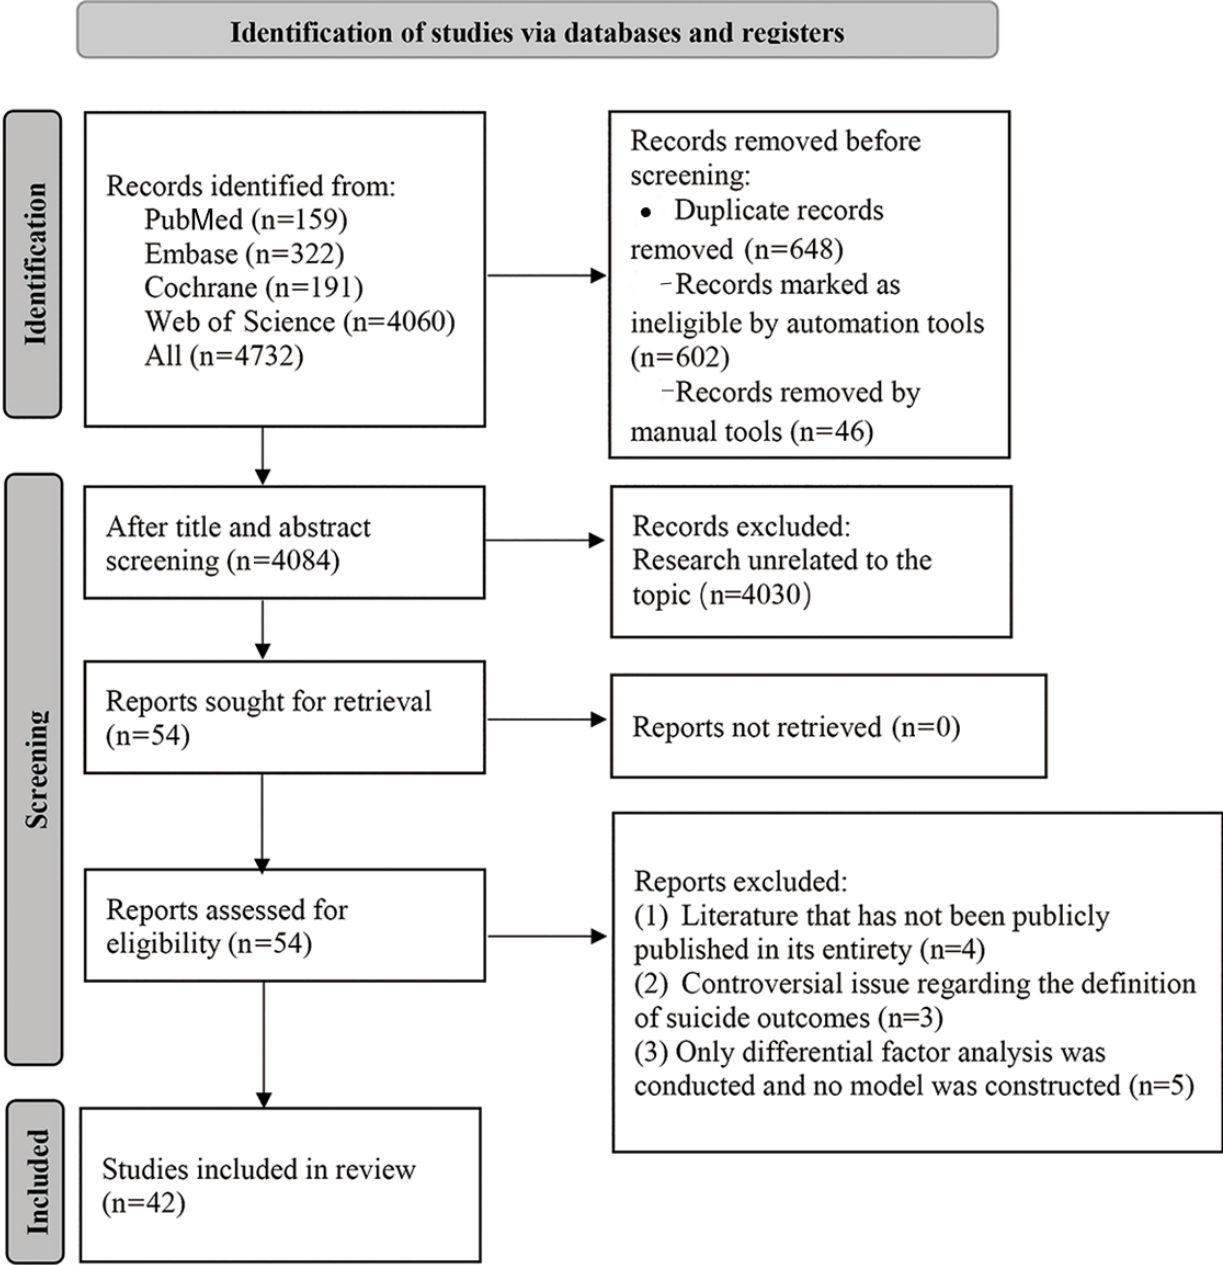 Identification of studies via databases and registers
Identification
Records identified from:
PubMed (n=159)
Embase (n=322)
Cochrane (n=191)
Web of Science (n=4060)
All (n=4732)
Records removed before
screening:
• Duplicate records
removed (n=648)
–Records marked as
ineligible by automation tools
(n=602)
–Records removed by
manual tools (n=46)
Screening
After title and abstract
screening (n=4084)
Records excluded:
Research unrelated to the
topic (n=4030)
Reports sought for retrieval
(n=54)
Reports not retrieved (n=0)
Reports assessed for
eligibility (n=54)
Reports excluded:
(1) Literature that has not been publicly
published in its entirety (n=4)
(2) Controversial issue regarding the definition
of suicide outcomes (n=3)
(3) Only differential factor analysis was
conducted and no model was constructed (n=5)
Included
Studies included in review
(n=42)